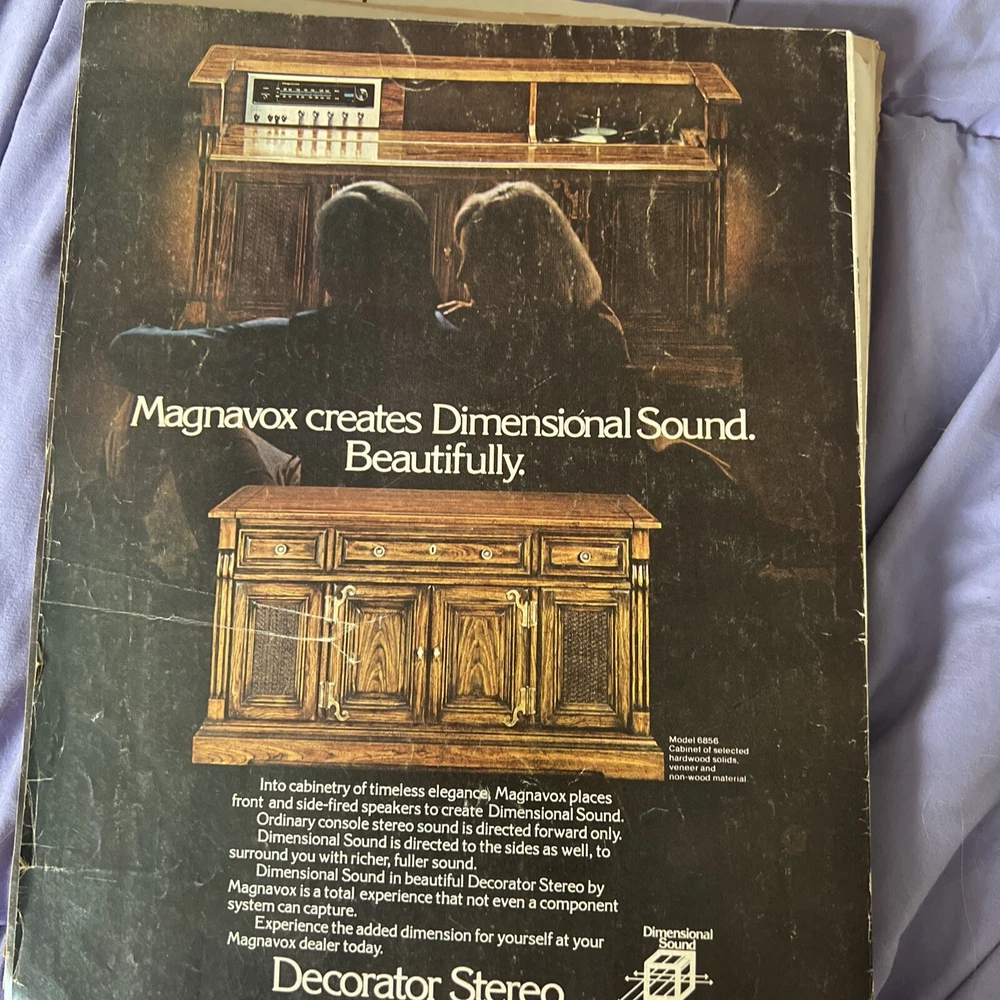 Magnavox creates Dimensional Sound.
Beautifully.
Model 6856
Cabinet of selected
hardwood solids,
veneer and
non-wood material
Into cabinetry of timeless elegance, Magnavox places
front and side-fired speakers to create Dimensional Sound.
Ordinary console stereo sound is directed forward only.
Dimensional Sound is directed to the sides as well, to
surround you with richer, fuller sound.
Dimensional Sound in beautiful Decorator Stereo by
Magnavox is a total experience that not even a component
system can capture.
Experience the added dimension for yourself at your
Magnavox dealer today.
Dimensional
Sound
Decorator Stereo